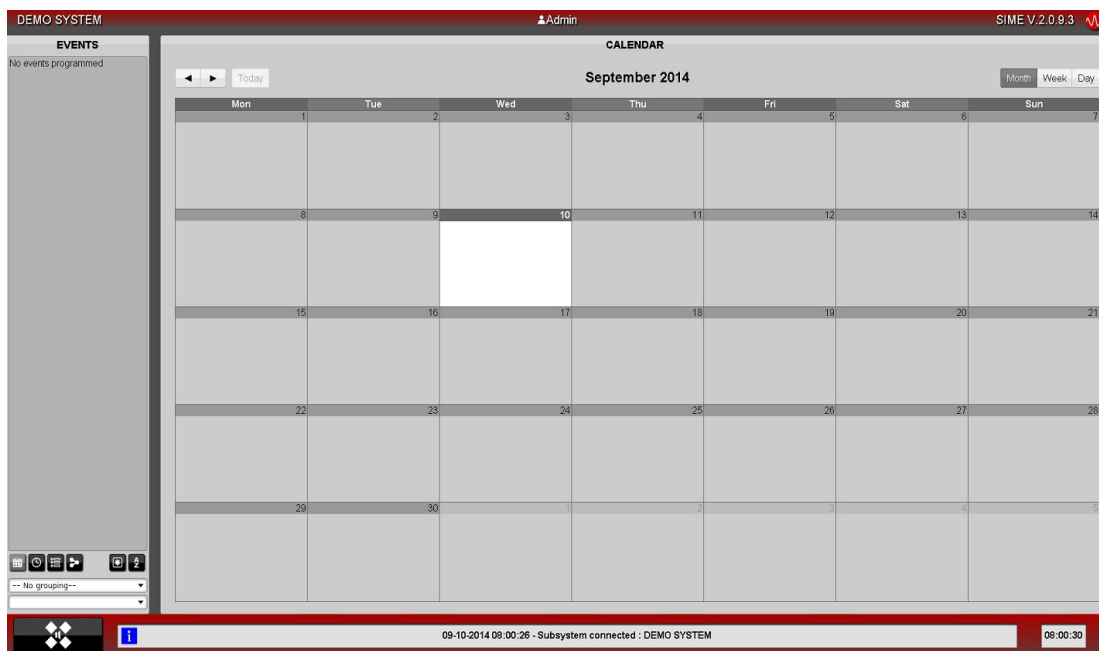 DEMO SYSTEM Admin SIME V.2.0.9.3
EVENTS
No events programmed
CALENDAR
Today September 2014 Month Week Day
Mon Tue Wed Thu Fri Sat Sun
1 2 3 4 5 6 7
8 9 10 11 12 13 14
15 16 17 18 19 20 21
22 23 24 25 26 27 28
29 30 1 2 3 4 5
A
Z
-- No grouping--
i 09-10-2014 08:00:26 - Subsystem connected : DEMO SYSTEM 08:00:30